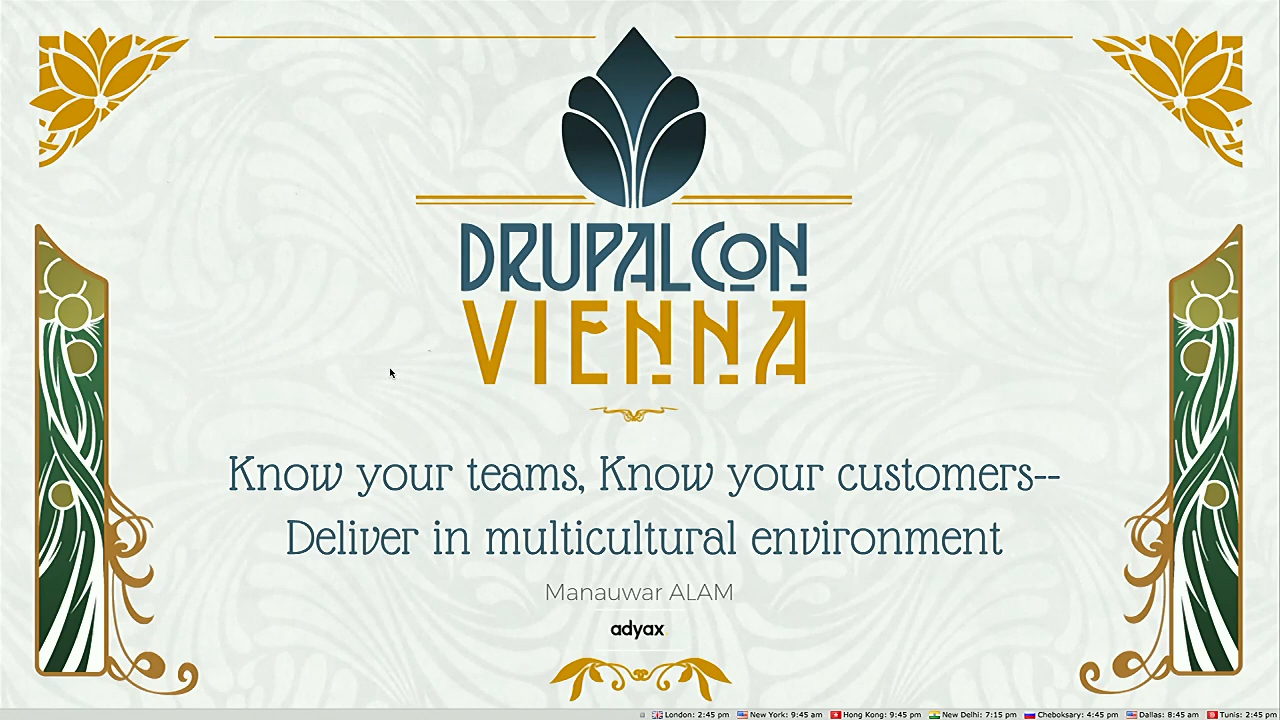 DRUPALCON
VIENNA
Know your teams, Know your customers--
Deliver in multicultural environment
Manauwar ALAM
adyax
London: 2:45 pm New York: 9:45 am Hong Kong: 9:45 pm New Delhi: 7:15 pm Cheboksary: 4:45 pm Dallas: 8:45 am Tunis: 2:45 pm